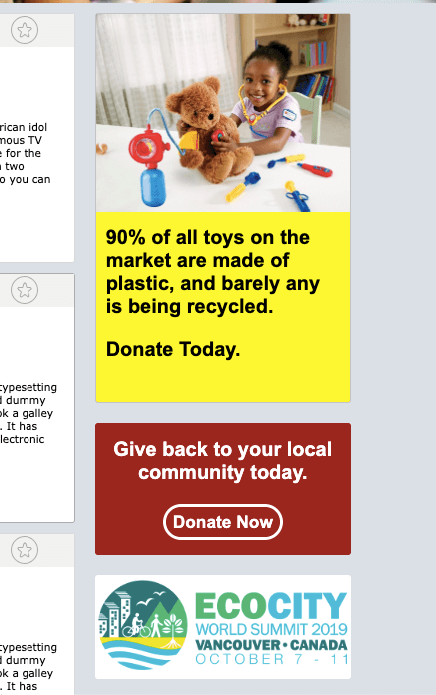 rican idol
mous TV
e for the
two
o you can
90% of all toys on the
market are made of
plastic, and barely any
is being recycled.
Donate Today.
typesetting
d dummy
ok a galley
. It has
lectronic
Give back to your local
community today.
Donate Now
ECOCITY
WORLD SUMMIT 2019
VANCOUVER • CANADA
OCTOBER 7 - 11
typesetting
d dummy
ok a galley
. It has